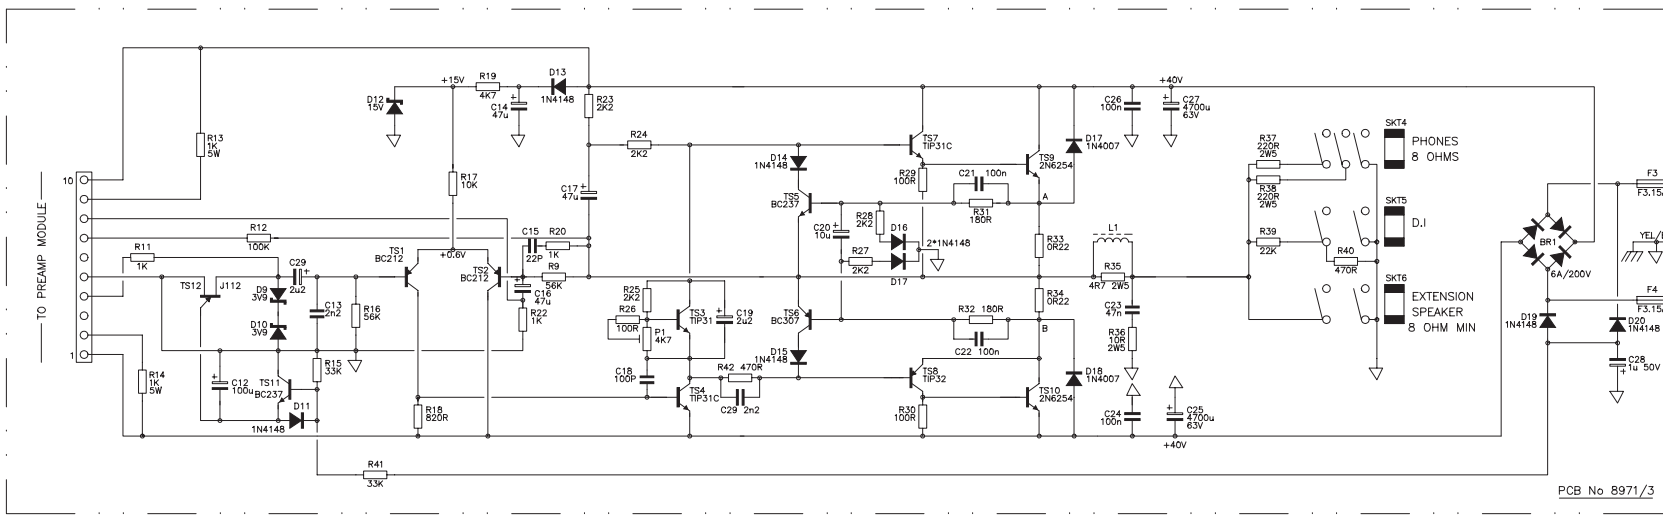 TO PREAMP MODULE
10
1
R13
1K
5W
R12
100K
R11
1K
TS12
J112
R14
1K
5W
D9
3V9
D10
3V9
C29
+
2u2
C13
2n2
R16
56K
R15
33K
C12
100u
+
TS11
BC237
D11
1N4148
R41
33K
D12
15V
+15V
R19
4K7
C14
47u
+
D13
1N4148
R17
10K
+0.6V
TS1
BC212
TS2
BC212
R18
820R
C15
22P
R20
1K
R9
56K
C16
47u
+
R22
1K
R23
2K2
R24
2K2
C17
47u
+
R25
2K2
R26
100R
P1
4K7
TS3
TIP31
C19
2u2
+
C18
100P
TS4
TIP31C
R42 470R
C29 2n2
D14
1N4148
TS5
BC237
TS6
BC307
D15
1N4148
C20
10u
+
R28
2K2
R27
2K2
D16
D17
2*1N4148
TS7
TIP31C
R29
100R
TS8
TIP32
R30
100R
C21 100n
R31
180R
R32 180R
C22 100n
TS9
2N6254
A
R33
0R22
R34
0R22
B
TS10
2N6254
D17
1N4007
D18
1N4007
C26
100n
+40V
C27
4700u
63V
+
L1
R35
4R7 2W5
C23
47n
R36
10R
2W5
C24
100n
C25
4700u
63V
+
+40V
R37
220R
2W5
R38
220R
2W5
R39
22K
R40
470R
SKT4
PHONES
8 OHMS
SKT5
D.I
SKT6
EXTENSION
SPEAKER
8 OHM MIN
BR1
6A/200V
D19
1N4148
D20
1N4148
C28
1u 50V
+
F3
F3.15
YEL/
F4
F3.15
PCB No 8971/3